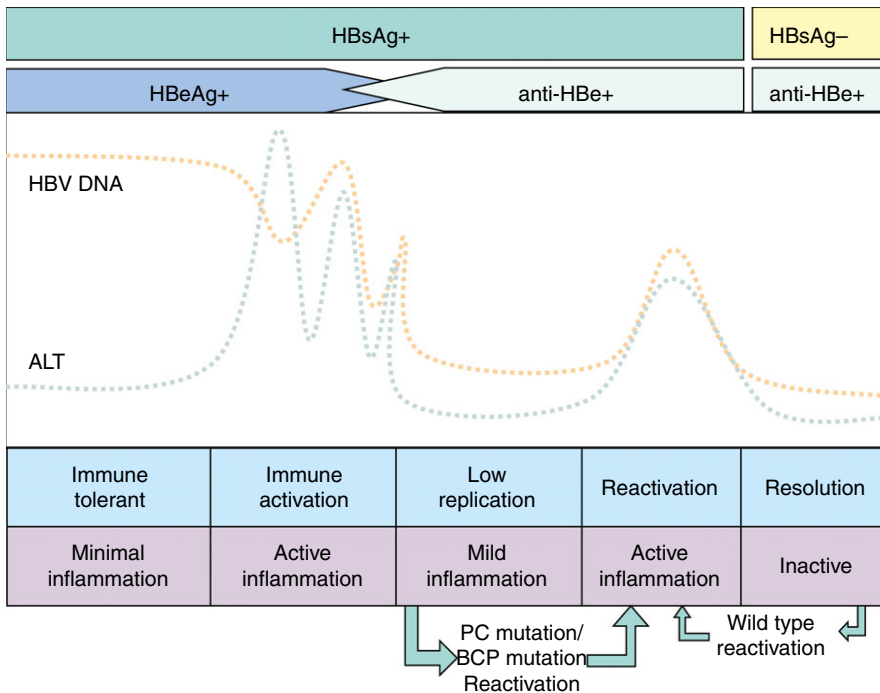 HBsAg+
HBsAg–
HBeAg+
anti-HBe+
anti-HBe+
HBV DNA
ALT
Immune
tolerant
Immune
activation
Low
replication
Reactivation
Resolution
Minimal
inflammation
Active
inflammation
Mild
inflammation
Active
inflammation
Inactive
PC mutation/
BCP mutation
Reactivation
Wild type
reactivation